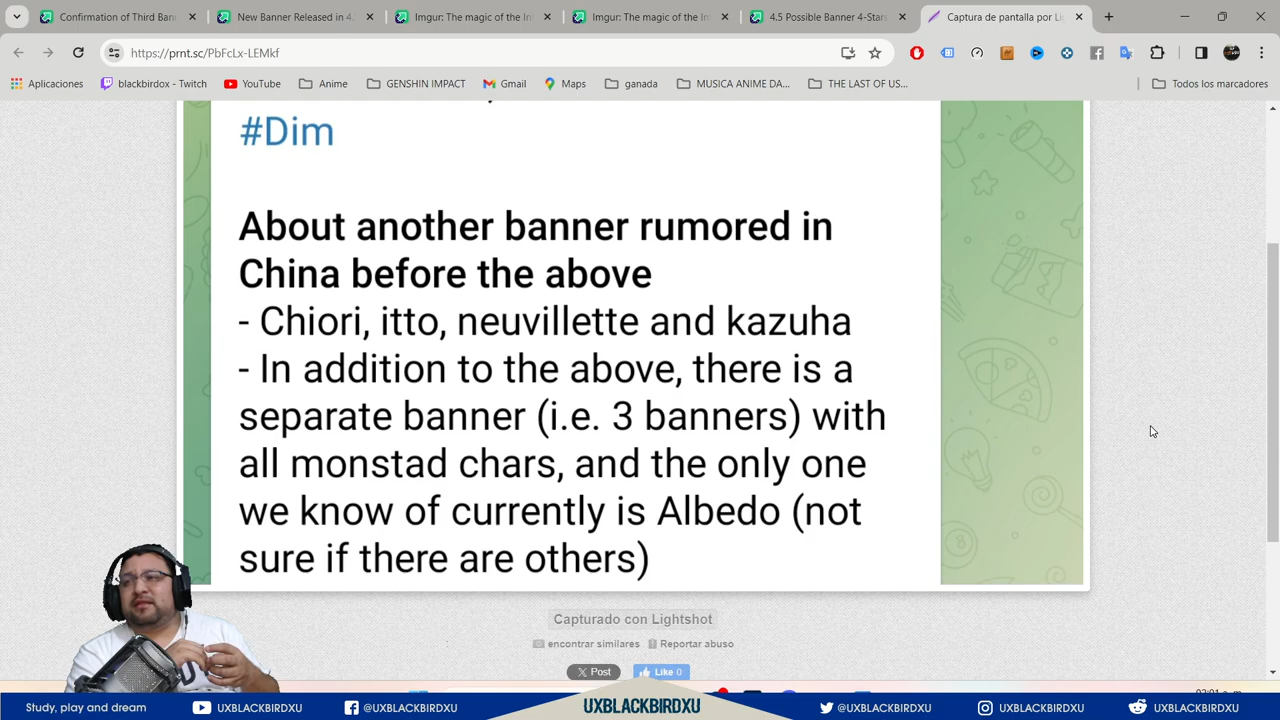 Confirmation of Third Ban
New Banner Released in 4.
Imgur: The magic of the In
Imgur: The magic of the In
4.5 Possible Banner 4-Stars
Captura de pantalla por Li
https://prnt.sc/PbFcLx-LEMkf
Aplicaciones
blackbirdox - Twitch
YouTube
Anime
GENSHIN IMPACT
Gmail
Maps
ganada
MUSICA ANIME DA...
THE LAST OF US...
Todos los marcadores
#Dim
About another banner rumored in
China before the above
- Chiori, itto, neuvillette and kazuha
- In addition to the above, there is a
separate banner (i.e. 3 banners) with
all monstad chars, and the only one
we know of currently is Albedo (not
sure if there are others)
Capturado con Lightshot
encontrar similares
Reportar abuso
X Post
Like 0
Study, play and dream
UXBLACKBIRDXU
@UXBLACKBIRDXU
UXBLACKBIRDXU
@UXBLACKBIRDXU
UXBLACKBIRDXU
UXBLACKBIRDXU